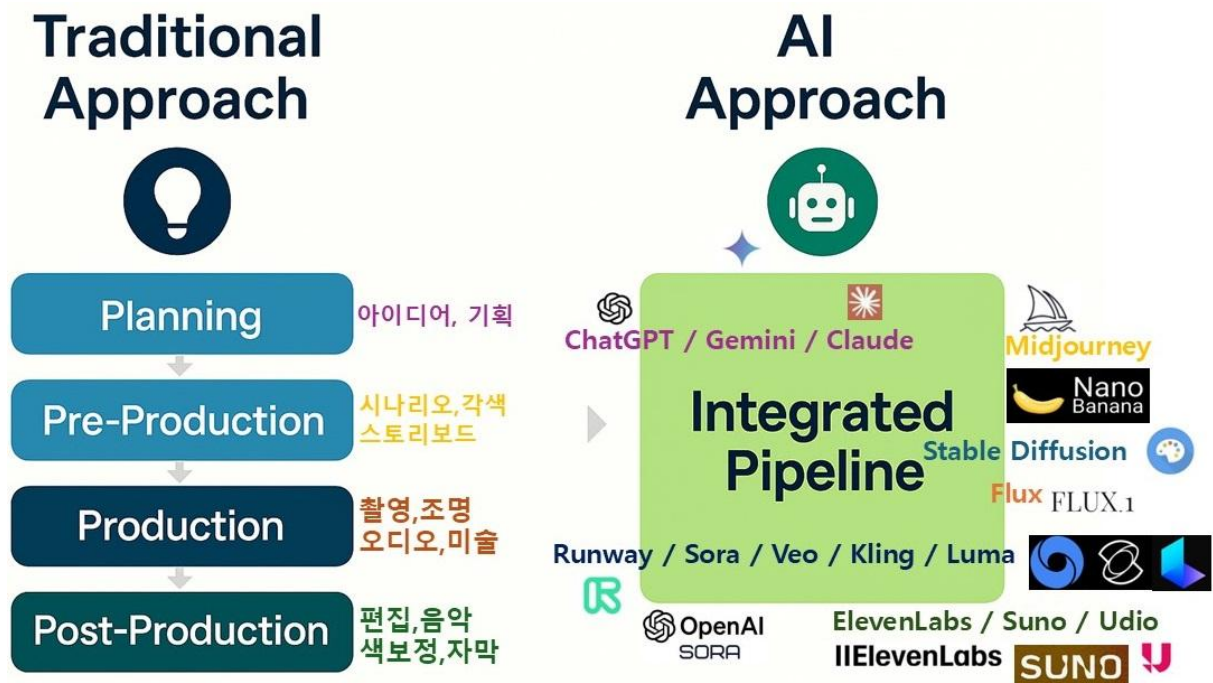 Traditional
Approach
Planning
아이디어, 기획
Pre-Production
시나리오,각색
스토리보드
Production
촬영,조명
오디오,미술
Post-Production
편집,음악
색보정,자막
AI
Approach
ChatGPT / Gemini / Claude
Midjourney
Nano
Banana
Integrated
Pipeline
Stable Diffusion
Flux FLUX.1
Runway / Sora / Veo / Kling / Luma
OpenAI
SORA
ElevenLabs / Suno / Udio
IIElevenLabs
SUNO